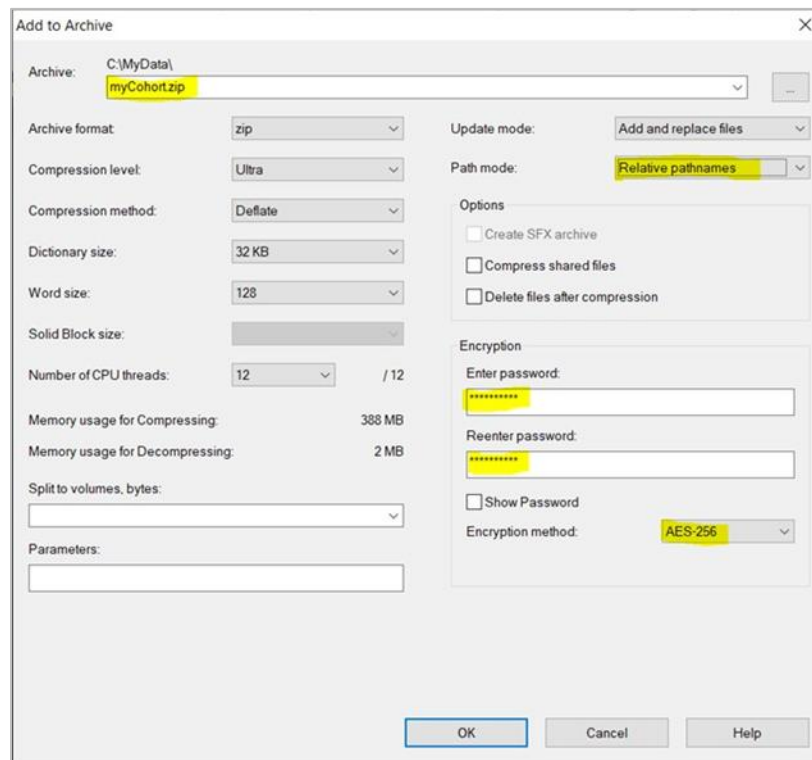 Add to Archive
C:\MyData\
Archive:
myCohort.zip
...
Archive format:
zip
Compression level:
Ultra
Compression method:
Deflate
Dictionary size:
32 KB
Word size:
128
Solid Block size:
Number of CPU threads:
12
/ 12
Memory usage for Compressing:
388 MB
Memory usage for Decompressing:
2 MB
Split to volumes, bytes:
Parameters:
Update mode:
Add and replace files
Path mode:
Relative pathnames
Options
Create SFX archive
Compress shared files
Delete files after compression
Encryption
Enter password:
**********
Reenter password:
**********
Show Password
Encryption method:
AES-256
OK
Cancel
Help